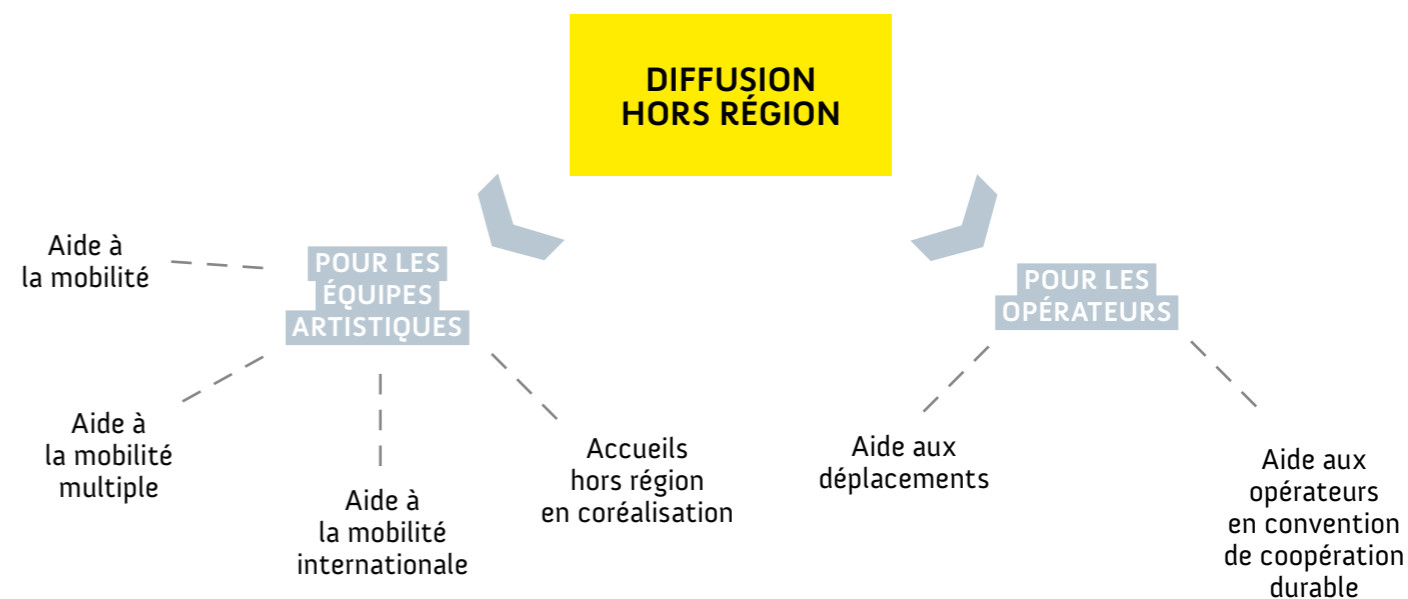 DIFFUSION
HORS RÉGION
POUR LES
ÉQUIPES
ARTISTIQUES
Aide à
la mobilité
Aide à
la mobilité
multiple
Aide à
la mobilité
internationale
Accueils
hors région
en coréalisation
POUR LES
OPÉRATEURS
Aide aux
déplacements
Aide aux
opérateurs
en convention
de coopération
durable